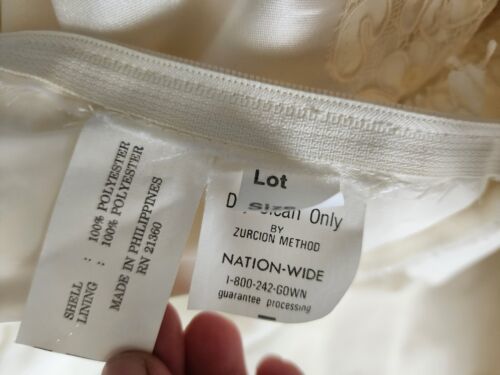 SHELL : 100% POLYESTER
LINING : 100% POLYESTER
MADE IN PHILIPPINES
RN 21360
Lot
Size
Only
BY
ZURCION METHOD
NATION-WIDE
1-800-242-GOWN
guarantee processing